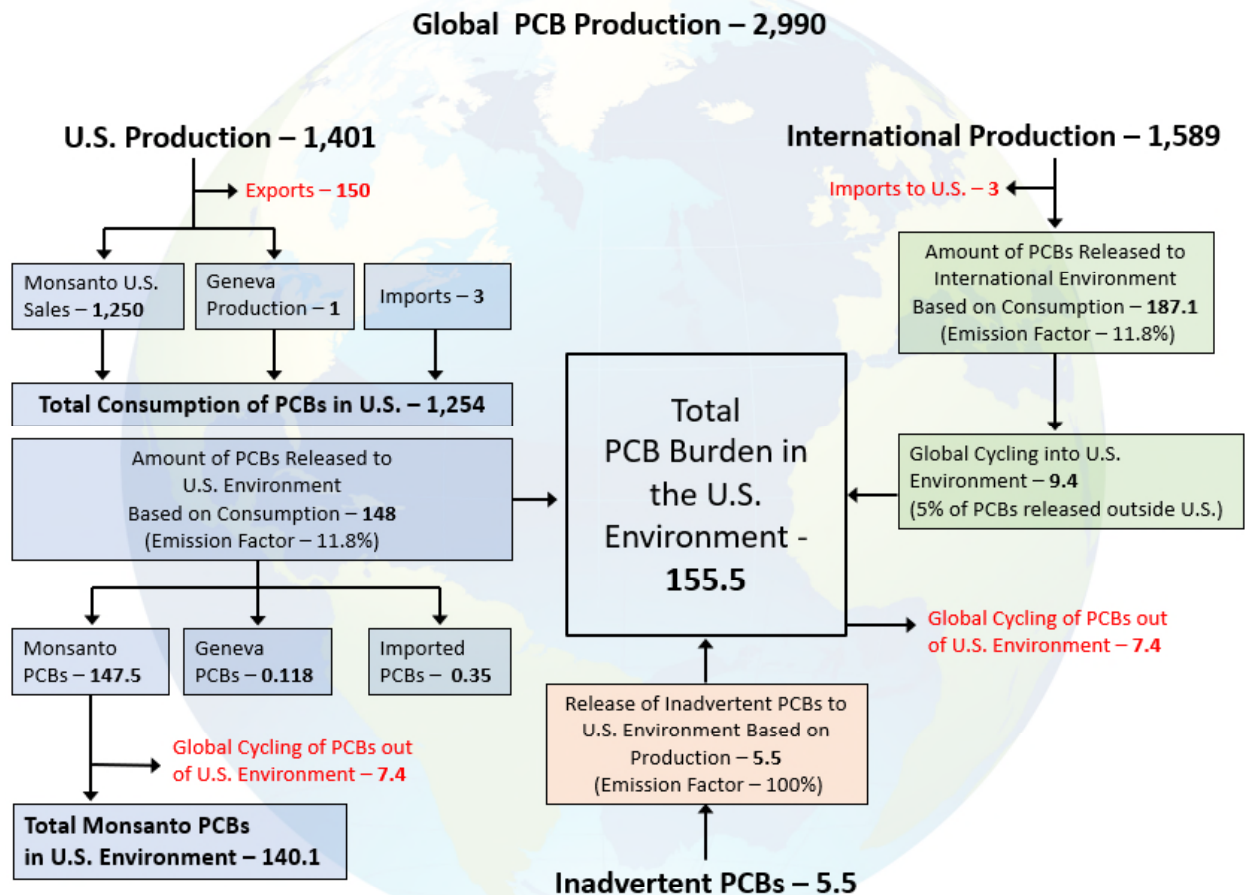 Global PCB Production – 2,990
U.S. Production – 1,401
Exports – 150
Monsanto U.S.
Sales – 1,250
Geneva
Production – 1
Imports – 3
Total Consumption of PCBs in U.S. – 1,254
Amount of PCBs Released to
U.S. Environment
Based on Consumption – 148
(Emission Factor – 11.8%)
Monsanto
PCBs – 147.5
Geneva
PCBs – 0.118
Imported
PCBs – 0.35
Global Cycling of PCBs out
of U.S. Environment – 7.4
Total Monsanto PCBs
in U.S. Environment – 140.1
Total
PCB Burden in
the U.S.
Environment -
155.5
Release of Inadvertent PCBs to
U.S. Environment Based on
Production – 5.5
(Emission Factor – 100%)
Inadvertent PCBs – 5.5
International Production – 1,589
Imports to U.S. – 3
Amount of PCBs Released to
International Environment
Based on Consumption – 187.1
(Emission Factor – 11.8%)
Global Cycling into U.S.
Environment – 9.4
(5% of PCBs released outside U.S.)
Global Cycling of PCBs out
of U.S. Environment – 7.4